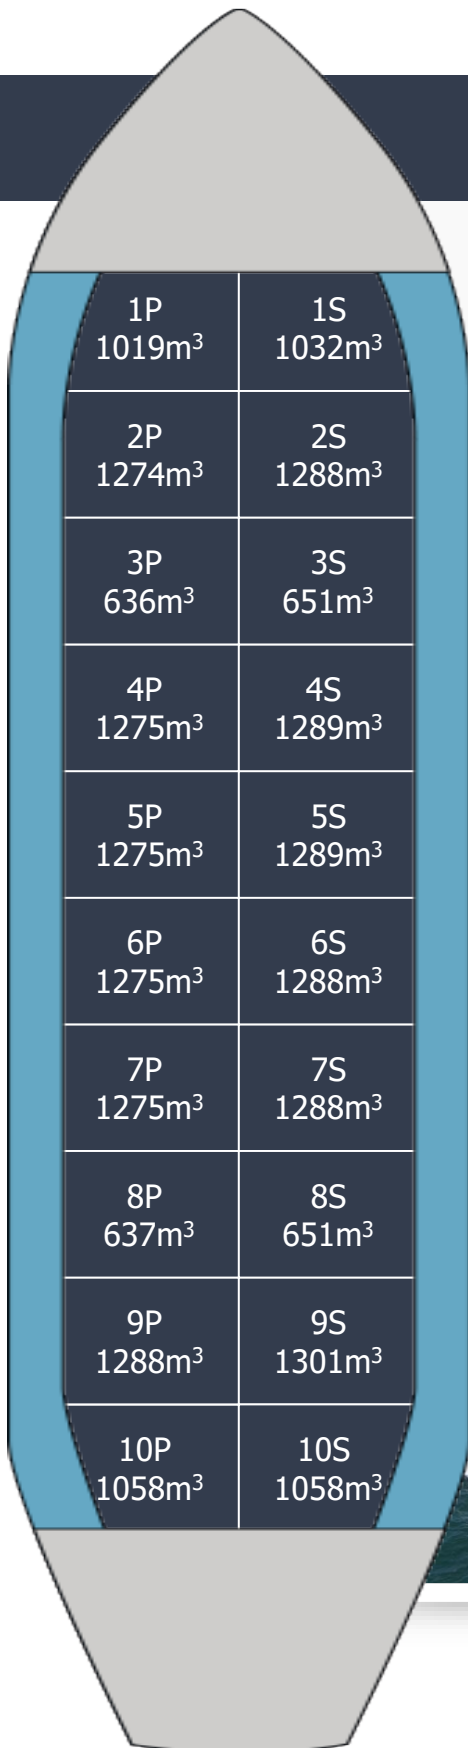 1P
1019m³
1S
1032m³
2P
1274m³
2S
1288m³
3P
636m³
3S
651m³
4P
1275m³
4S
1289m³
5P
1275m³
5S
1289m³
6P
1275m³
6S
1288m³
7P
1275m³
7S
1288m³
8P
637m³
8S
651m³
9P
1288m³
9S
1301m³
10P
1058m³
10S
1058m³